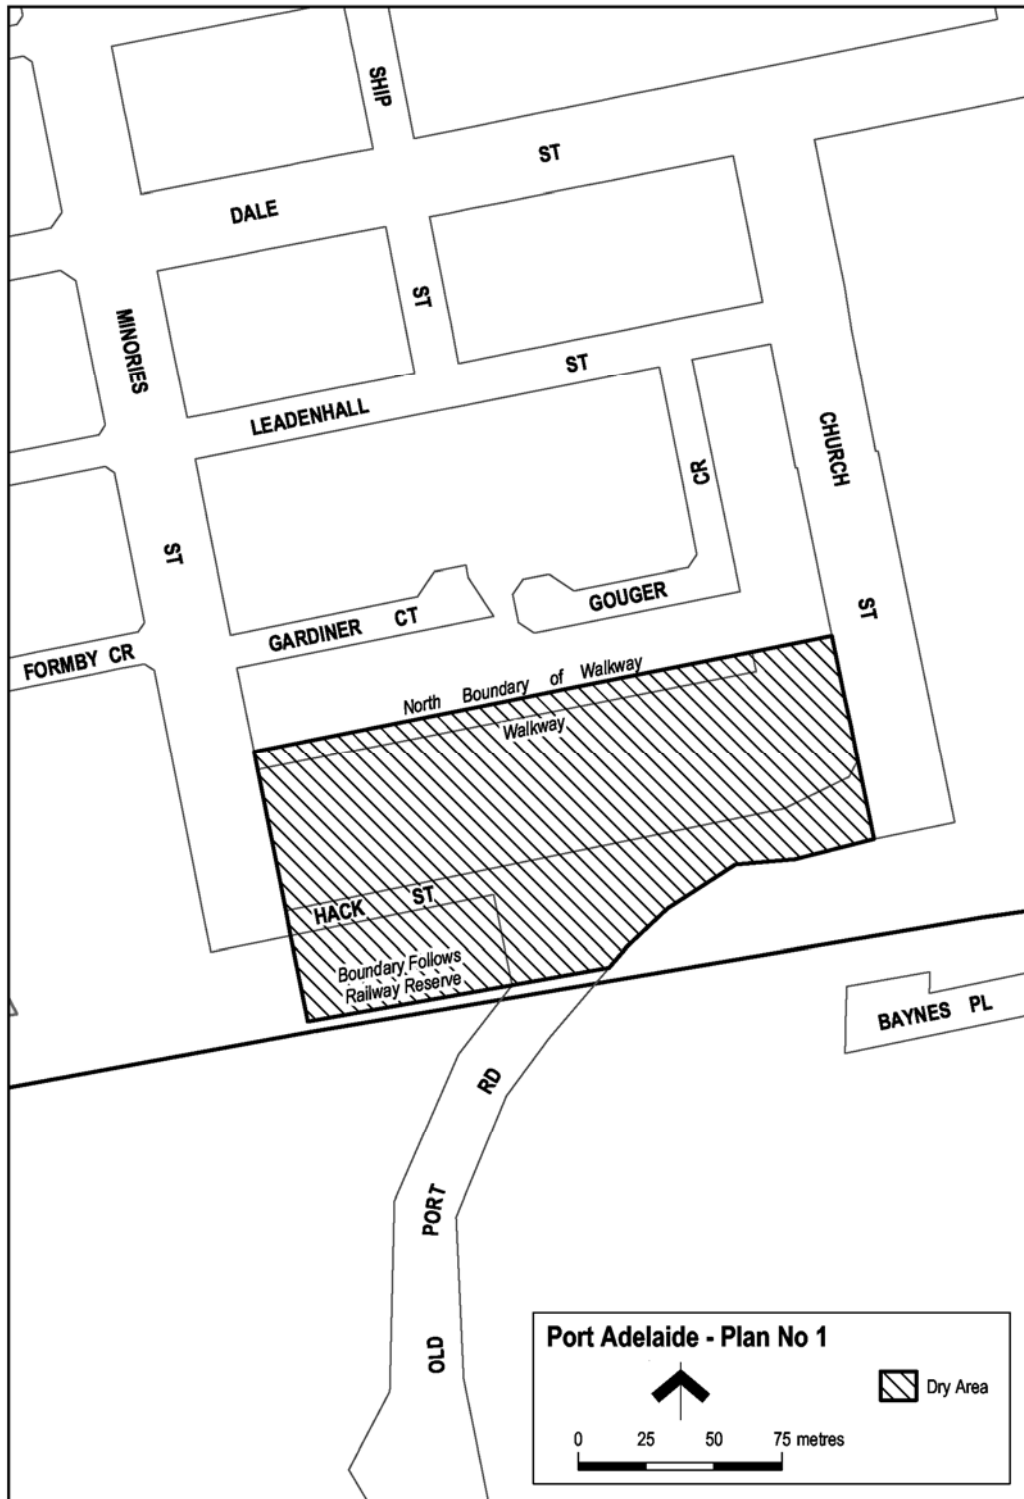 SHIP
ST
DALE
ST
MINORIES
ST
LEADENHALL
CHURCH
CR
ST
ST
GOUGER
GARDINER CT
FORMBY CR
North Boundary of Walkway
Walkway
HACK ST
Boundary Follows
Railway Reserve
BAYNES PL
RD
PORT
OLD
Port Adelaide - Plan No 1
Dry Area
0 25 50 75 metres